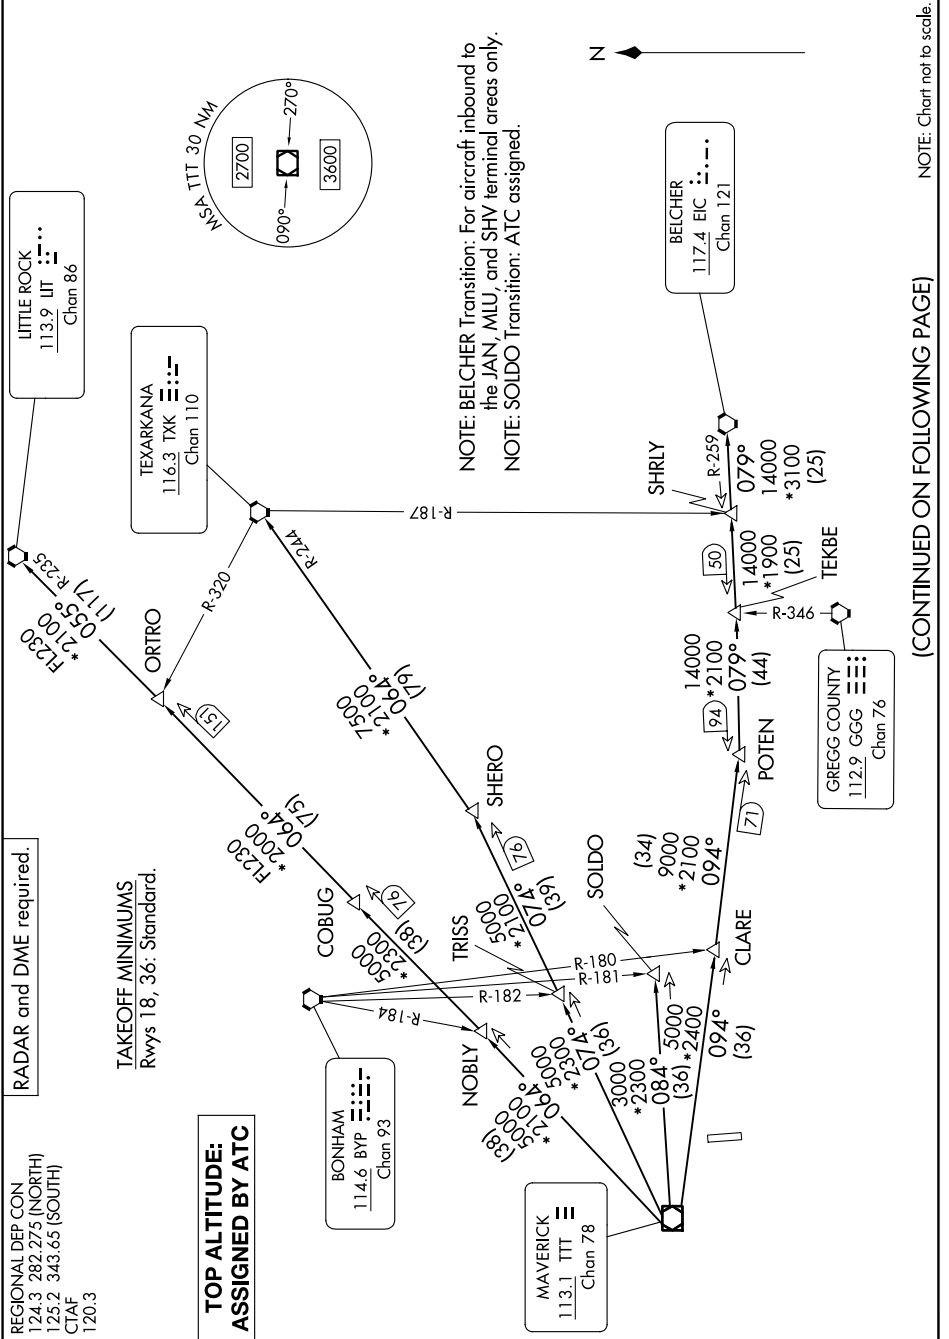 REGIONAL DEP CON
124.3 282.275 (NORTH)
125.2 343.65 (SOUTH)
CTAF
120.3
RADAR and DME required.
TAKEOFF MINIMUMS
Rwys 18, 36: Standard.
TOP ALTITUDE:
ASSIGNED BY ATC
LITTLE ROCK
113.9 LIT
Chan 86
TEXARKANA
116.3 TXK
Chan 110
MSA TTT 30 NM
2700
090°
270°
3600
NOTE: BELCHER Transition: For aircraft inbound to
the JAN, MLU, and SHV terminal areas only.
NOTE: SOLDO Transition: ATC assigned.
N
BONHAM
114.6 BYP
Chan 93
MAVERICK
113.1 TTT
Chan 78
BELCHER
117.4 EIC
Chan 121
GREGG COUNTY
112.9 GGG
Chan 76
R-235
FL230
*2100
055°
(117)
ORTRO
R-320
151
FL230
*2000
064°
(75)
COBUG
76
5000
*2300
(38)
NOBLY
R-184
5000
*2100
064°
(38)
R-244
7500
*2100
064°
(79)
SHERO
76
5000
*2100
074°
(39)
TRISS
R-182
5000
*2300
074°
(36)
SOLDO
R-181
3000
*2300
084°
(36)
R-180
CLARE
5000
*2400
094°
(36)
(34)
9000
*2100
094°
71
POTEN
94
14000
*2100
079°
(44)
TEKBE
R-346
50
14000
*1900
(25)
SHRLY
R-187
R-259
079°
14000
*3100
(25)
(CONTINUED ON FOLLOWING PAGE)
NOTE: Chart not to scale.